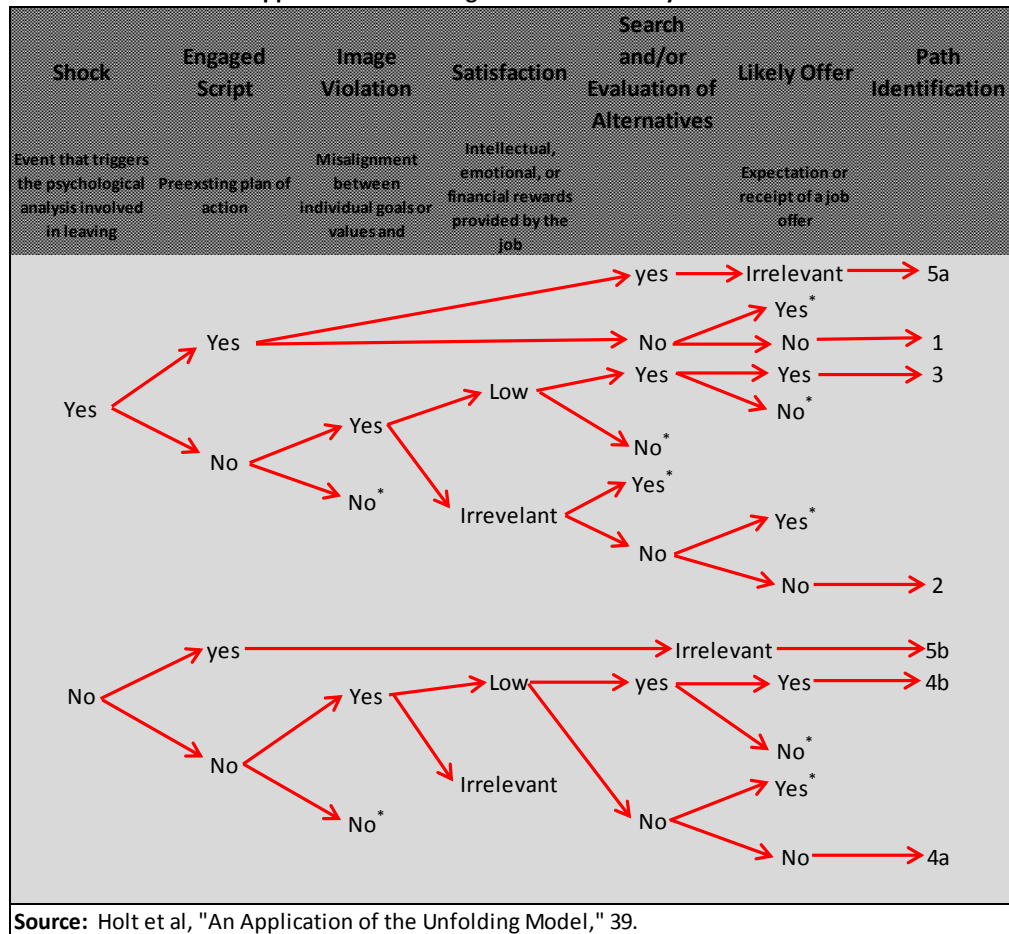 Shock
Engaged
Script
Image
Violation
Satisfaction
Search
and/or
Evaluation of
Alternatives
Likely Offer
Path
Identification
Event that triggers
the psychological
analysis involved
in leaving
Preexsting plan of
action
Misalignment
between
individual goals or
values and
Intellectual,
emotional, or
financial rewards
provided by the
job
Expectation or
receipt of a job
offer
yes Irrelevant 5a
Yes*
Yes No No 1
Yes Yes 3
Low
Yes No*
Yes
No No*
Yes*
No* Irrevelant Yes*
No
No 2
yes Irrelevant 5b
No Yes Low yes Yes 4b
No*
No
Irrelevant Yes*
No* No
No 4a
Source: Holt et al, "An Application of the Unfolding Model," 39.